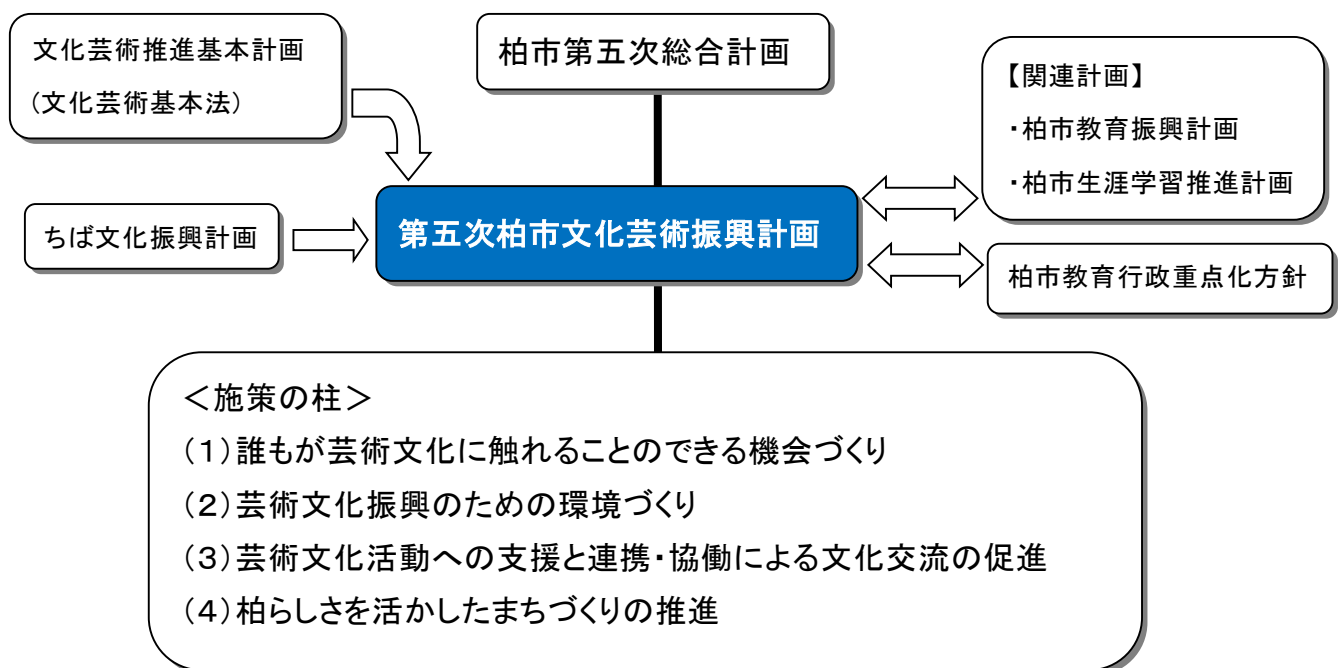 文化芸術推進基本計画
(文化芸術基本法)
柏市第五次総合計画
【関連計画】
・柏市教育振興計画
・柏市生涯学習推進計画
ちば文化振興計画
第五次柏市文化芸術振興計画
柏市教育行政重点化方針
＜施策の柱＞
（１）誰もが芸術文化に触れることのできる機会づくり
（２）芸術文化振興のための環境づくり
（３）芸術文化活動への支援と連携・協働による文化交流の促進
（４）柏らしさを活かしたまちづくりの推進